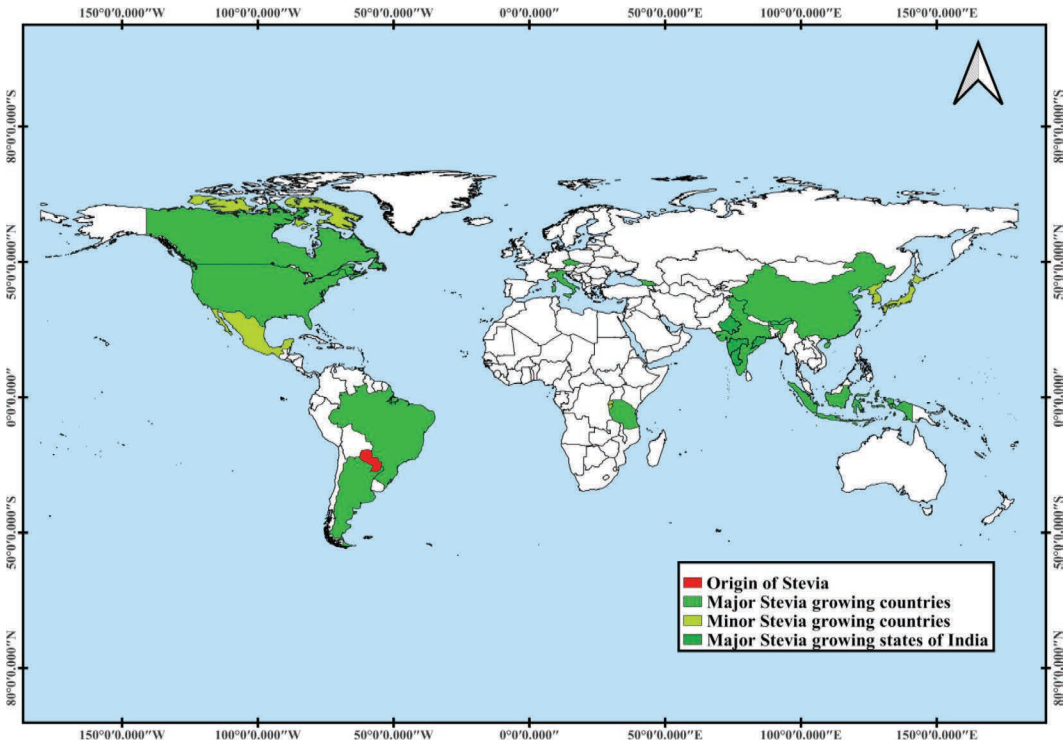 150°0'0.000"W 100°0'0.000"W 50°0'0.000"W 0°0'0.000" 50°0'0.000"E 100°0'0.000"E 150°0'0.000"E
80°0'0.000"S 80°0'0.000"S
50°0'0.000"N 50°0'0.000"N
0°0'0.000" 0°0'0.000"
50°0'0.000"S 50°0'0.000"S
80°0'0.000"N 80°0'0.000"N
Origin of Stevia
Major Stevia growing countries
Minor Stevia growing countries
Major Stevia growing states of India
150°0'0.000"W 100°0'0.000"W 50°0'0.000"W 0°0'0.000" 50°0'0.000"E 100°0'0.000"E 150°0'0.000"E